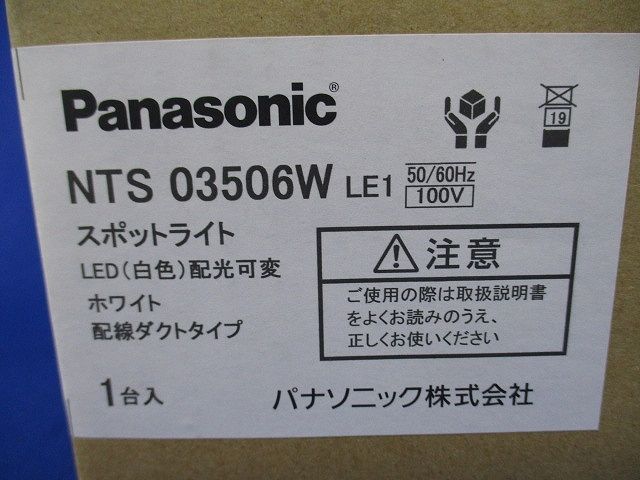 Panasonic®
19
NTS 03506W LE1 50/60Hz
100V
スポットライト
LED(白色)配光可変
ホワイト
配線ダクトタイプ
1台入
注意
ご使用の際は取扱説明書
をよくお読みのうえ、
正しくお使いください
パナソニック株式会社